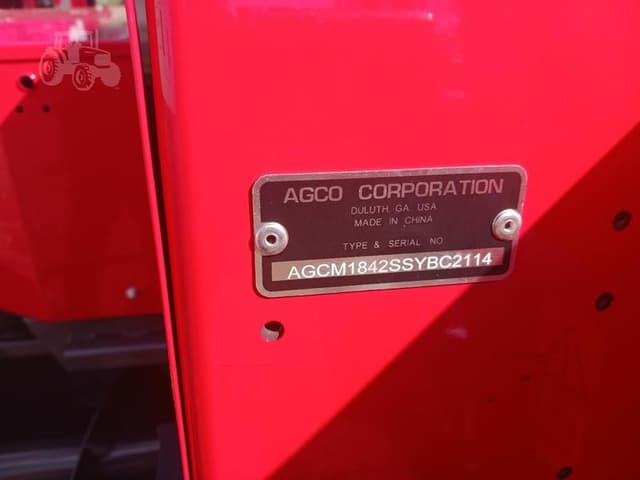 AGCO CORPORATION
DULUTH, GA. USA
MADE IN CHINA
TYPE & SERIAL NO.
AGCM1842SSYBC2114